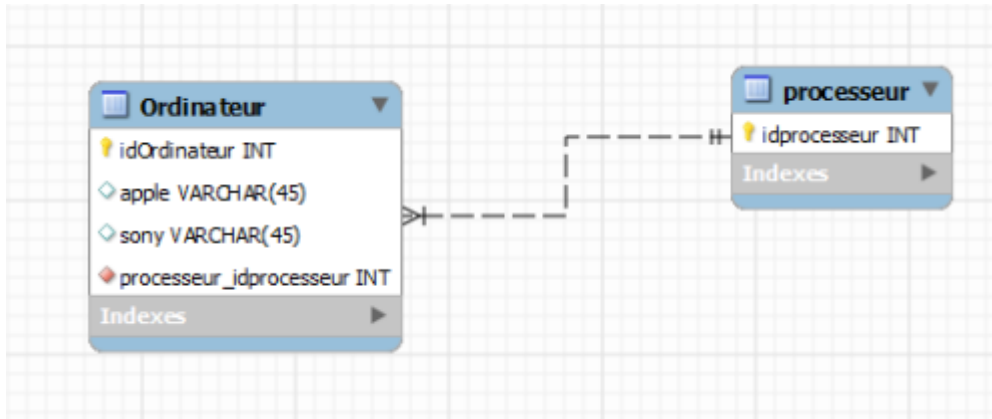 Ordinateur
idOrdinateur INT
apple VARCHAR(45)
sony VARCHAR(45)
processeur_idprocesseur INT
Indexes
processeur
idprocesseur INT
Indexes